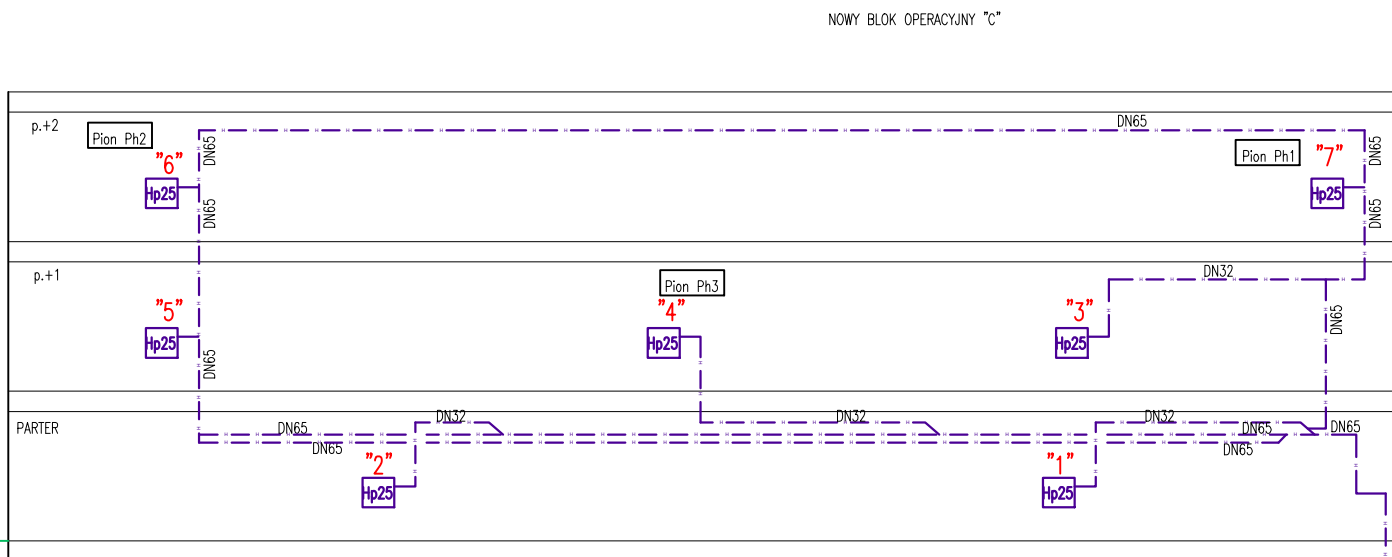 NOWY BLOK OPERACYJNY "C"
p.+2
Pion Ph2
DN65
DN65
DN65
Pion Ph1
"7"
"6"
Hp25
Hp25
DN65
DN65
p.+1
Pion Ph3
DN32
"5"
"4"
"3"
Hp25
Hp25
Hp25
DN65
DN65
PARTER
DN32
DN32
DN32
DN65
DN65
DN65
DN65
DN65
"2"
"1"
Hp25
Hp25